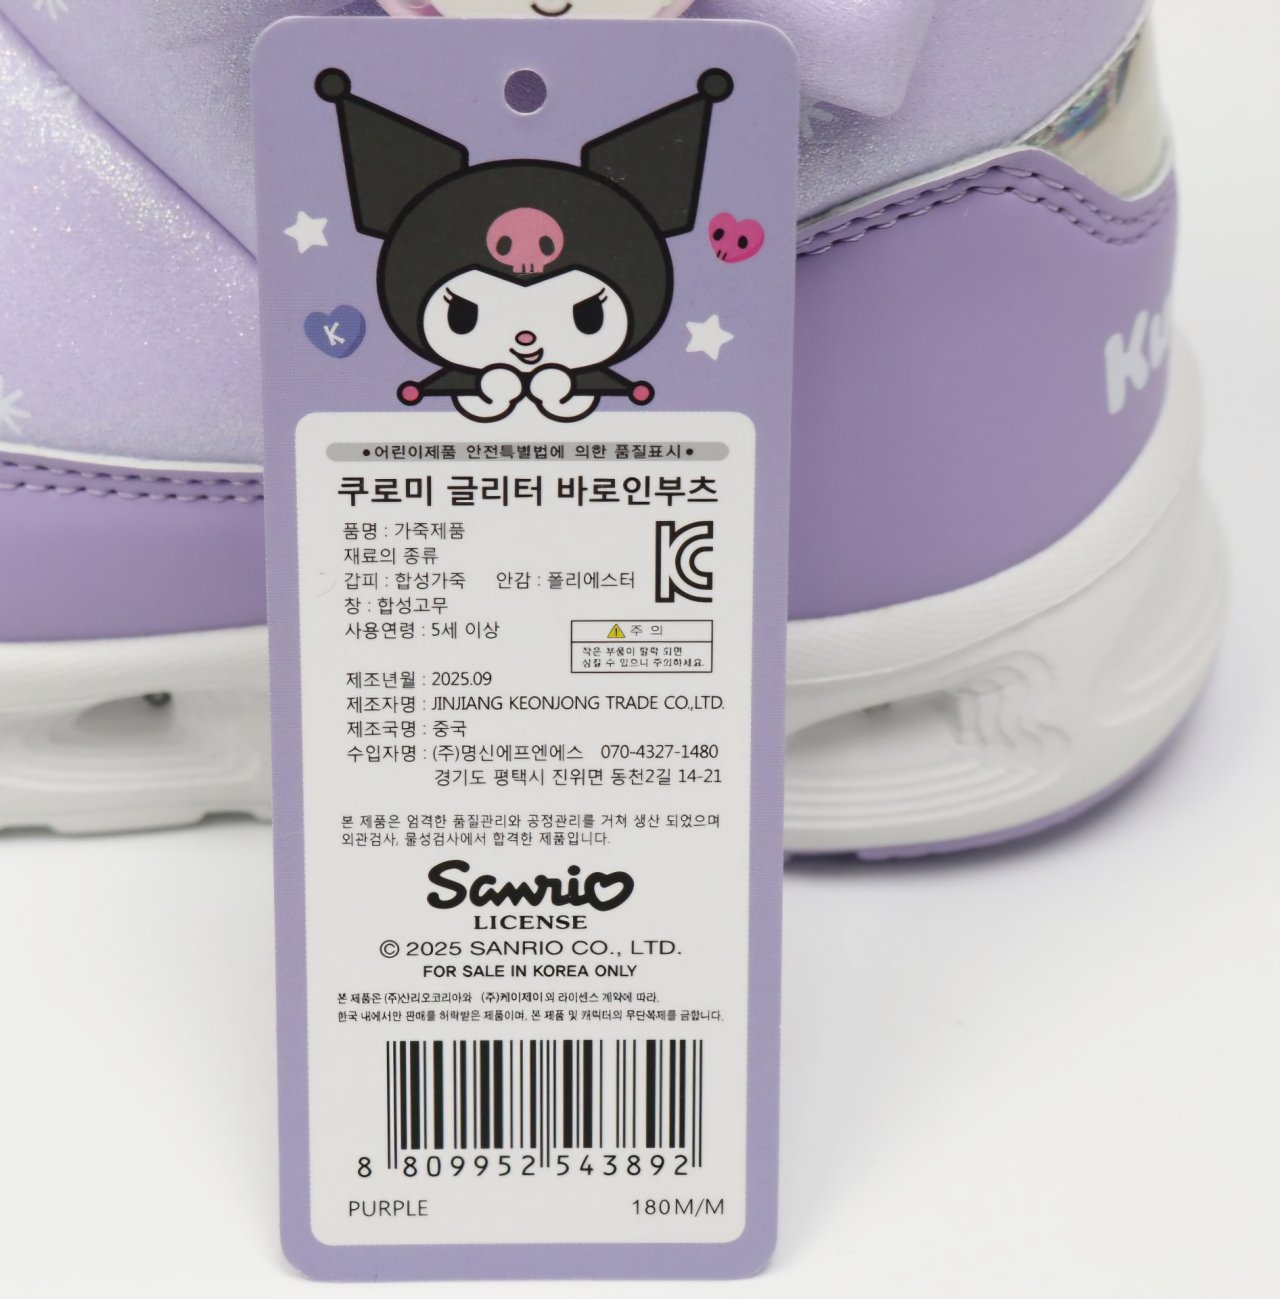 K
Ku
•어린이제품 안전특별법에 의한 품질표시•
쿠로미 글리터 바로인부츠
품명 : 가죽제품
재료의 종류
갑피 : 합성가죽 안감 : 폴리에스터
창 : 합성고무
사용연령 : 5세 이상
주 의
작은 부품이 탈락 되면
삼킬 수 있으니 주의하세요.
제조년월 : 2025.09
제조자명 : JINJIANG KEONJONG TRADE CO.,LTD.
제조국명 : 중국
수입자명 : (주)명신에프엔에스 070-4327-1480
경기도 평택시 진위면 동천2길 14-21
본 제품은 엄격한 품질관리와 공정관리를 거쳐 생산 되었으며
외관검사, 물성검사에서 합격한 제품입니다.
Sanrio
LICENSE
© 2025 SANRIO CO., LTD.
FOR SALE IN KOREA ONLY
본 제품은 (주)산리오코리아와 (주)케이제이의 라이센스 계약에 따라.
한국 내에서만 판매를 허락받은 제품이며, 본 제품 및 캐릭터의 무단복제를 금합니다.
8 809952 543892
PURPLE 180M/M